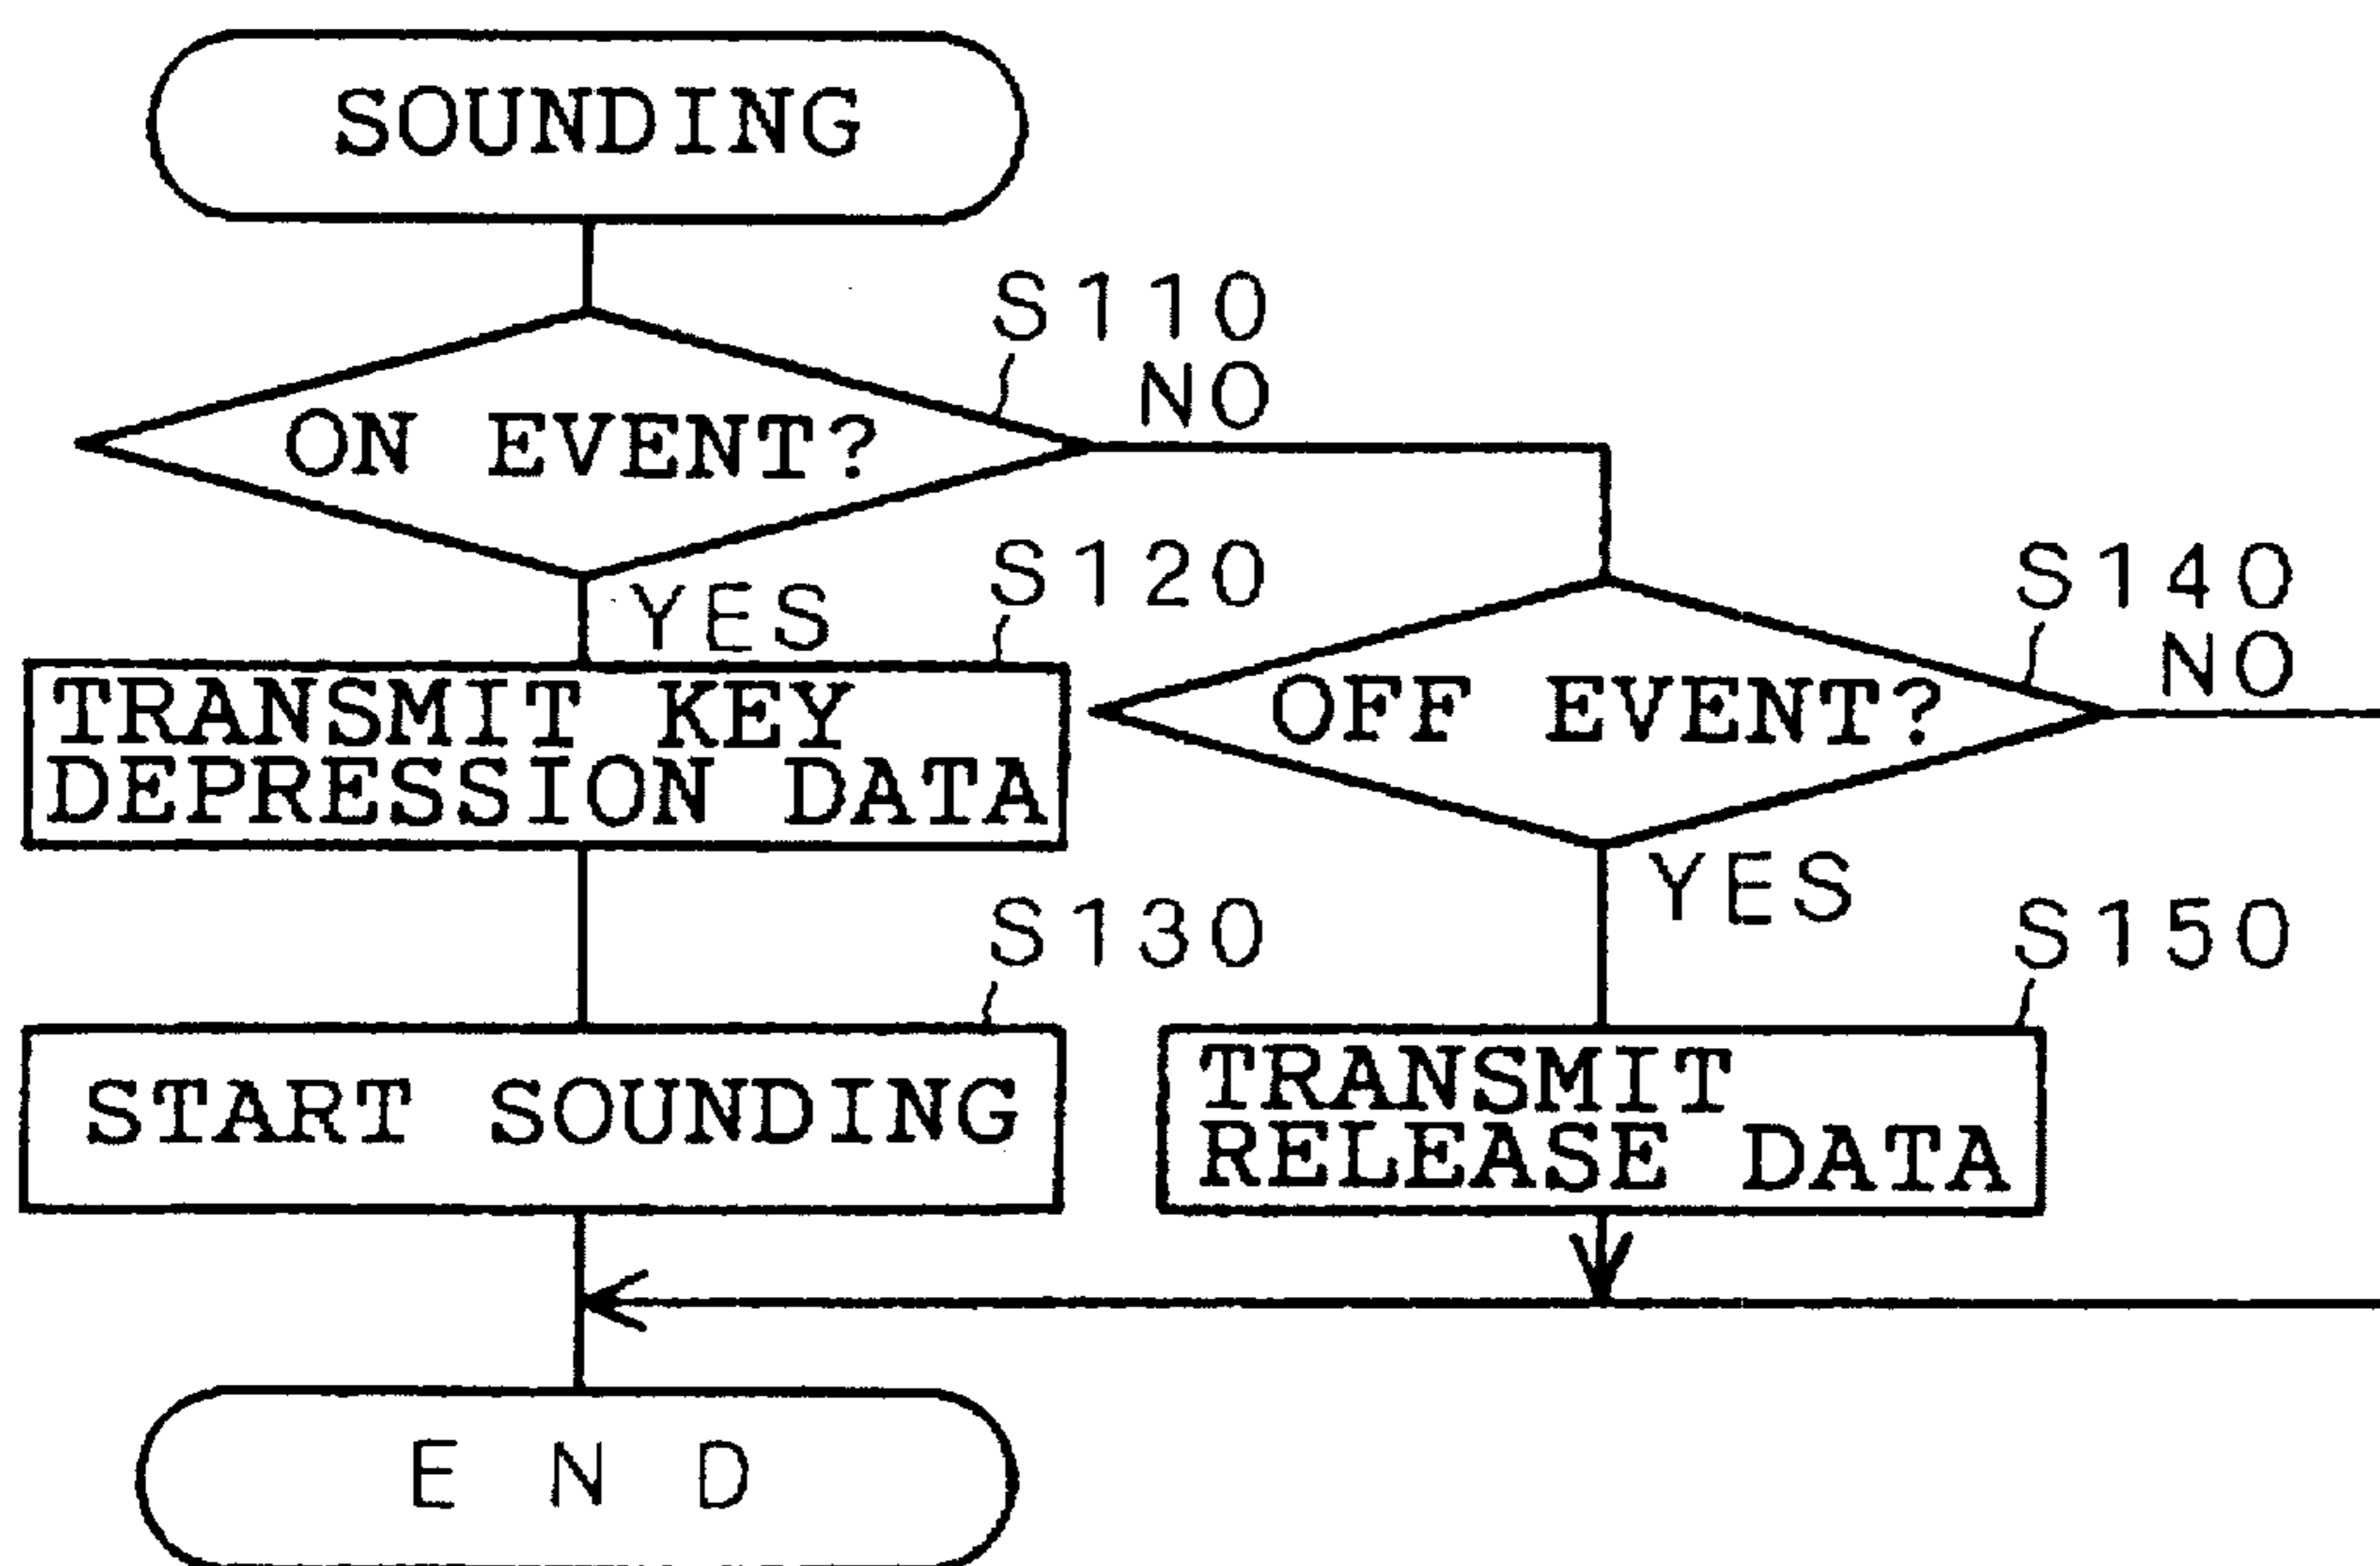 SOUNDING
S110
NO
ON EVENT?
YES
S120
TRANSMIT KEY
DEPRESSION DATA
S130
START SOUNDING
S140
NO
OFF EVENT?
YES
S150
TRANSMIT
RELEASE DATA
END